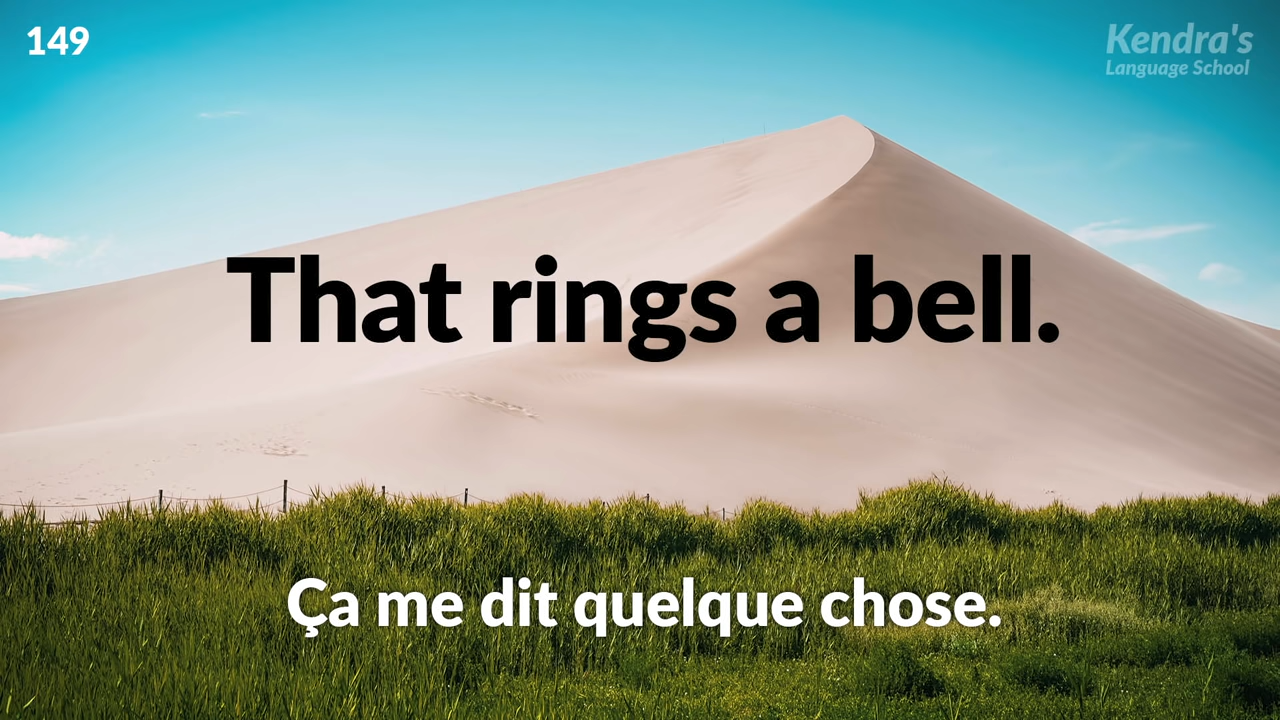 149
Kendra's
Language School
That rings a bell.
Ça me dit quelque chose.